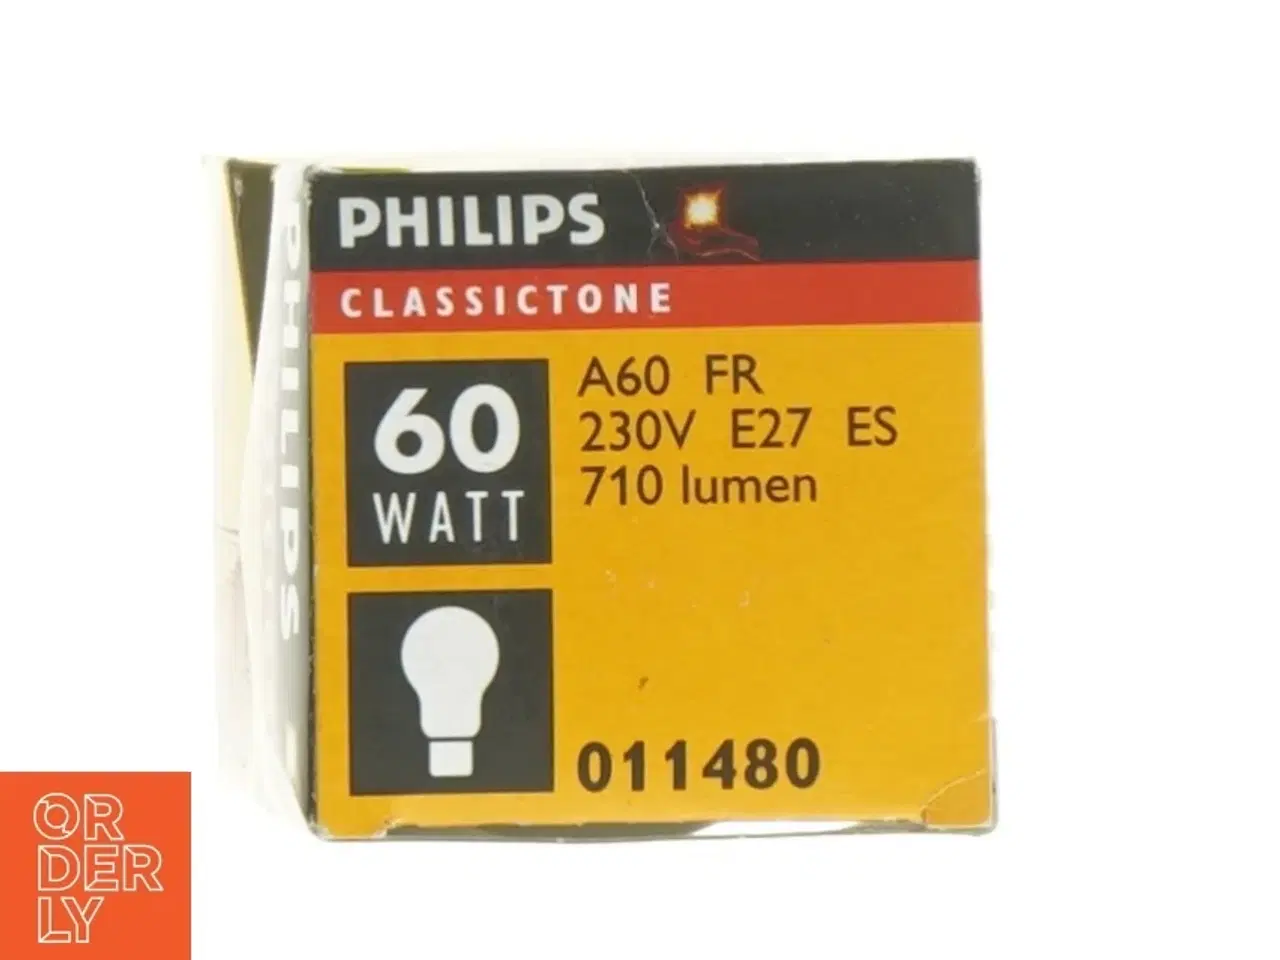 PHILIPS
CLASSICTONE
60
WATT
A60 FR
230V E27 ES
710 lumen
011480
PHILIPS
ORDERLY